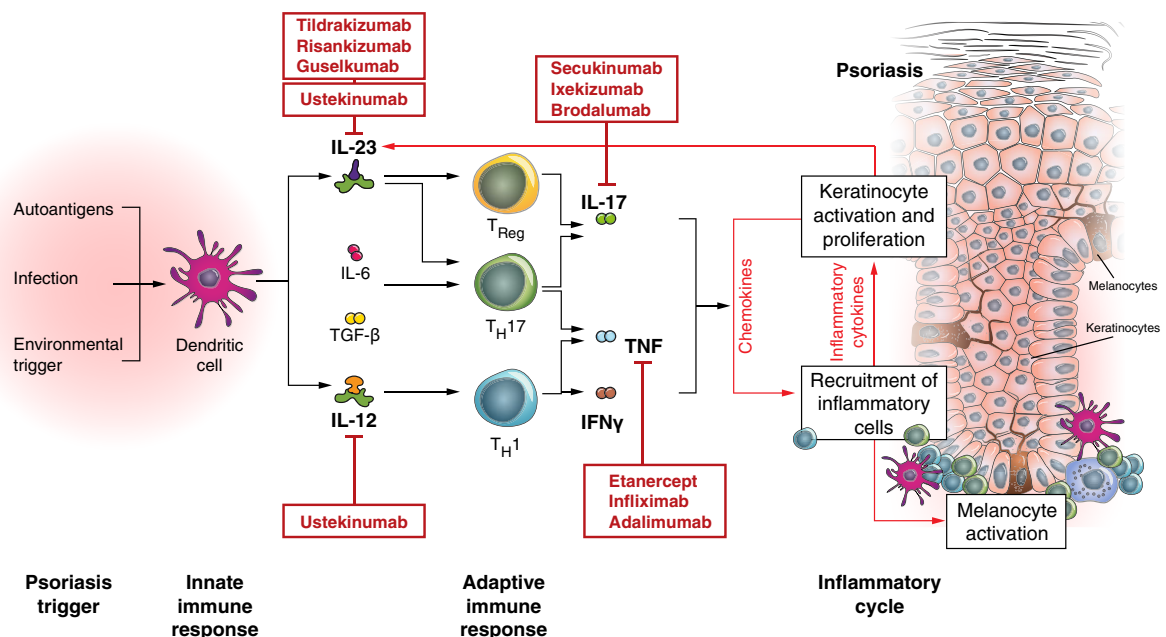 Tildrakizumab
Risankizumab
Guselkumab
Ustekinumab
IL-23
Secukinumab
Ixekizumab
Brodalumab
Psoriasis
Autoantigens
Infection
Environmental
trigger
Dendritic
cell
IL-6
TGF-β
IL-12
Ustekinumab
TReg
TH17
TH1
IL-17
TNF
IFNγ
Etanercept
Infliximab
Adalimumab
Chemokines
Inflammatory
cytokines
Keratinocyte
activation and
proliferation
Recruitment of
inflammatory
cells
Melanocyte
activation
Melanocytes
Keratinocytes
Psoriasis
trigger
Innate
immune
response
Adaptive
immune
response
Inflammatory
cycle